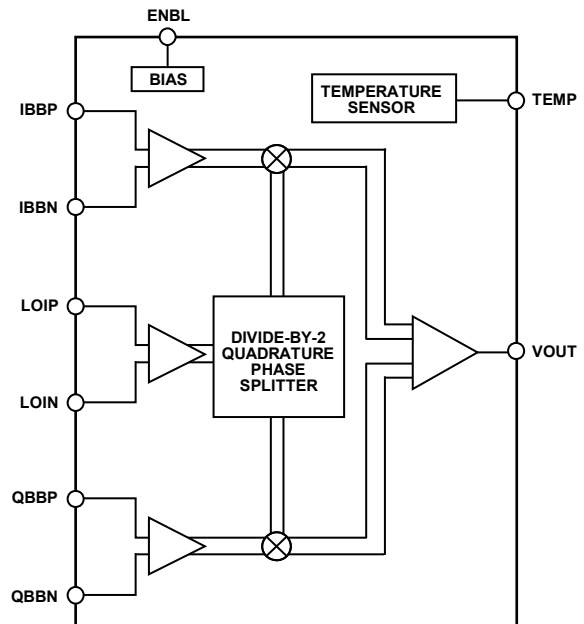 ENBL
BIAS
TEMPERATURE
SENSOR
TEMP
IBBP
IBBN
LOIP
DIVIDE-BY-2
QUADRATURE
PHASE
SPLITTER
VOUT
LOIN
QBBP
QBBN